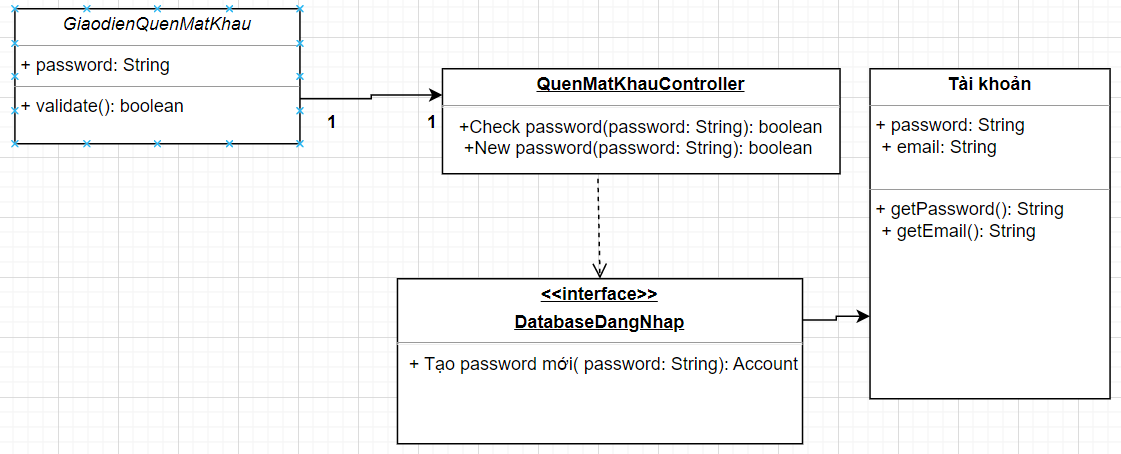 GiaodienQuenMatKhau
+ password: String
+ validate(): boolean
1
1
QuenMatKhauController
+Check password(password: String): boolean
+New password(password: String): boolean
Tài khoản
+ password: String
+ email: String
+ getPassword(): String
+ getEmail(): String
<<interface>>
DatabaseDangNhap
+ Tạo password mới( password: String): Account